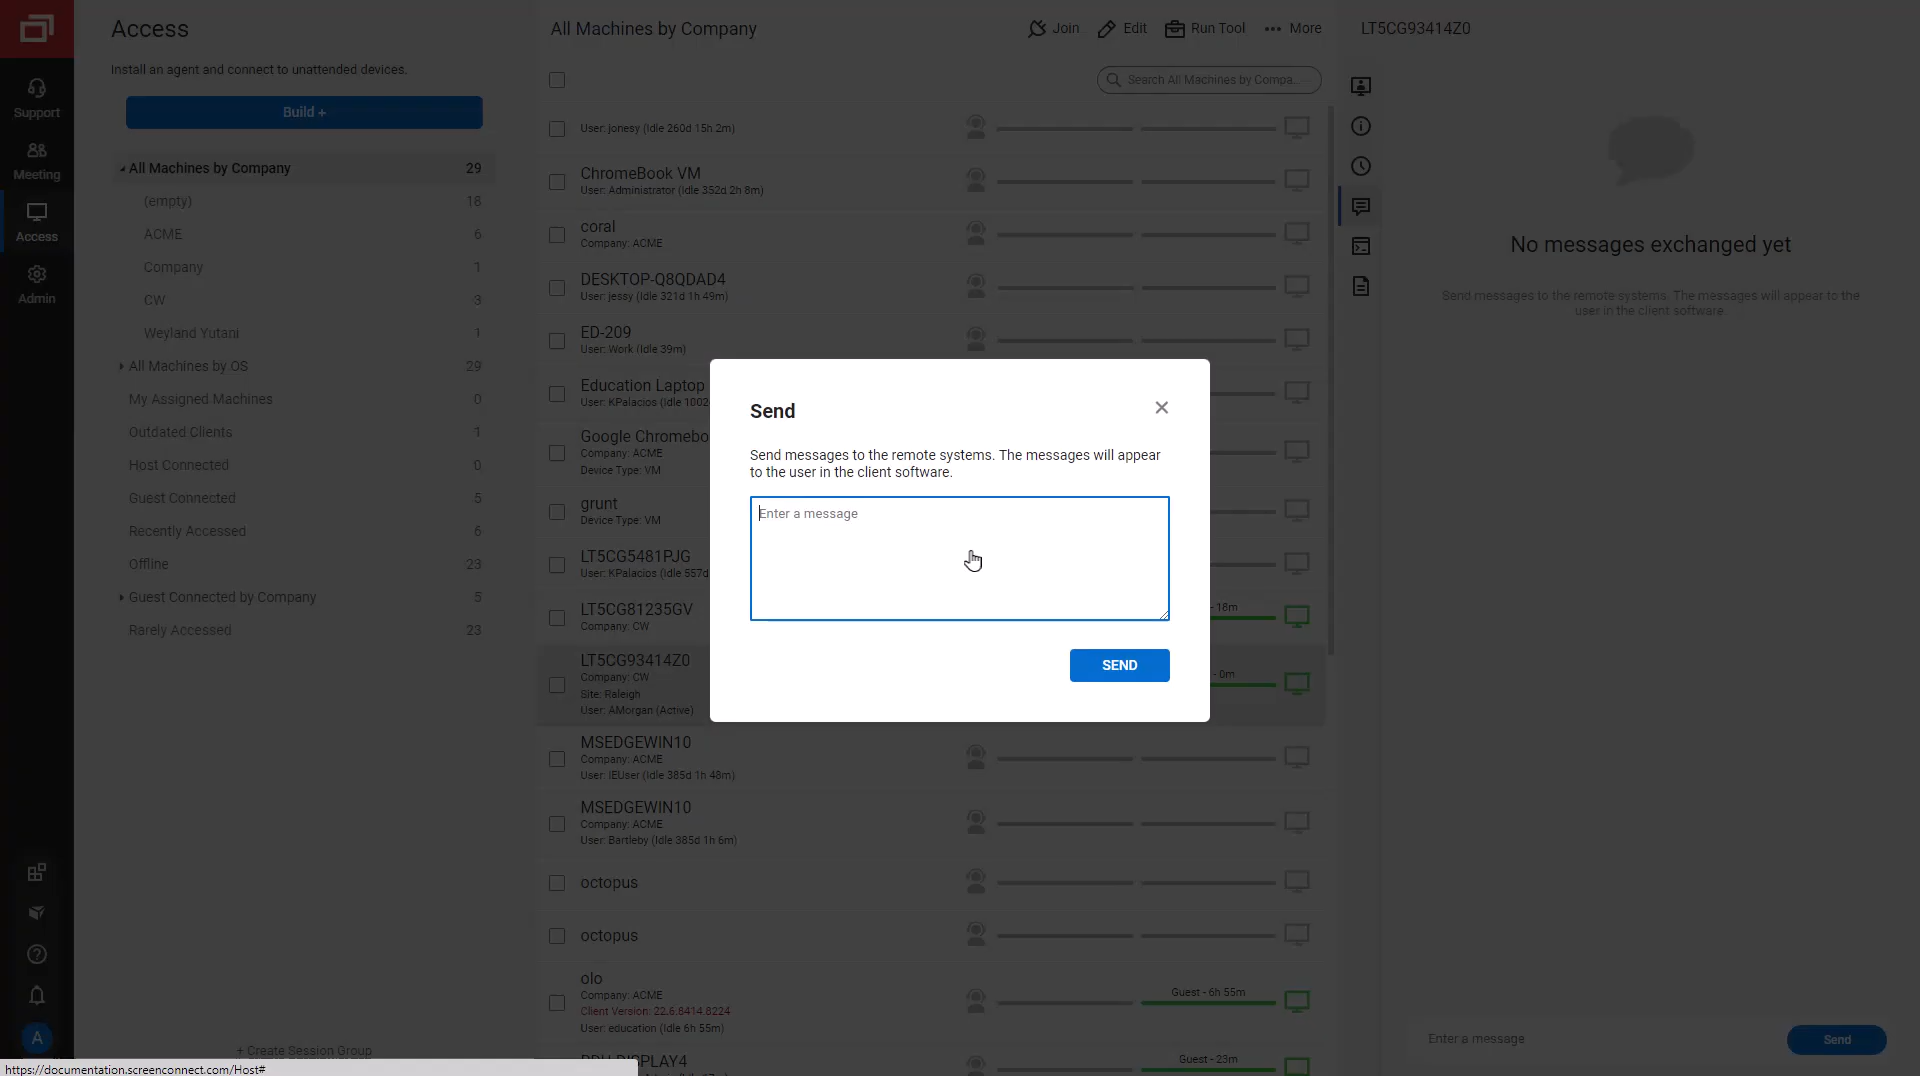 Access
Install an agent and connect to unattended devices.
Build +
Support
Meeting
Access
Admin
All Machines by Company 29
(empty) 18
ACME 6
Company 1
CW 3
Weyland Yutani 1
All Machines by OS 29
My Assigned Machines 0
Outdated Clients 1
Host Connected 0
Guest Connected 5
Recently Accessed 6
Offline 23
Guest Connected by Company 5
Rarely Accessed 23
+ Create Session Group
A
https://documentation.screenconnect.com/Host#
All Machines by Company
Join
Edit
Run Tool
More
Search All Machines by Compa...
User: jonesy (Idle 260d 15h 2m)
ChromeBook VM
User: Administrator (Idle 352d 2h 8m)
coral
Company: ACME
DESKTOP-Q8QDAD4
User: jessy (Idle 321d 1h 49m)
ED-209
User: Work (Idle 39m)
Education Laptop
User: KPalacios (Idle 1002
Google Chromebo
Company: ACME
Device Type: VM
grunt
Device Type: VM
LT5CG5481PJG
User: KPalacios (Idle 557d
LT5CG81235GV
Company: CW
- 18m
LT5CG93414Z0
Company: CW
Site: Raleigh
User: AMorgan (Active)
- 0m
MSEDGEWIN10
Company: ACME
User: IEUser (Idle 385d 1h 48m)
MSEDGEWIN10
Company: ACME
User: Bartleby (Idle 385d 1h 6m)
octopus
octopus
olo
Company: ACME
Client Version: 22.6.8414.8224
User: education (Idle 6h 55m)
Guest - 6h 55m
Guest - 23m
Send
Send messages to the remote systems. The messages will appear
to the user in the client software.
Enter a message
SEND
LT5CG93414Z0
No messages exchanged yet
Send messages to the remote systems. The messages will appear to the
user in the client software.
Enter a message
Send